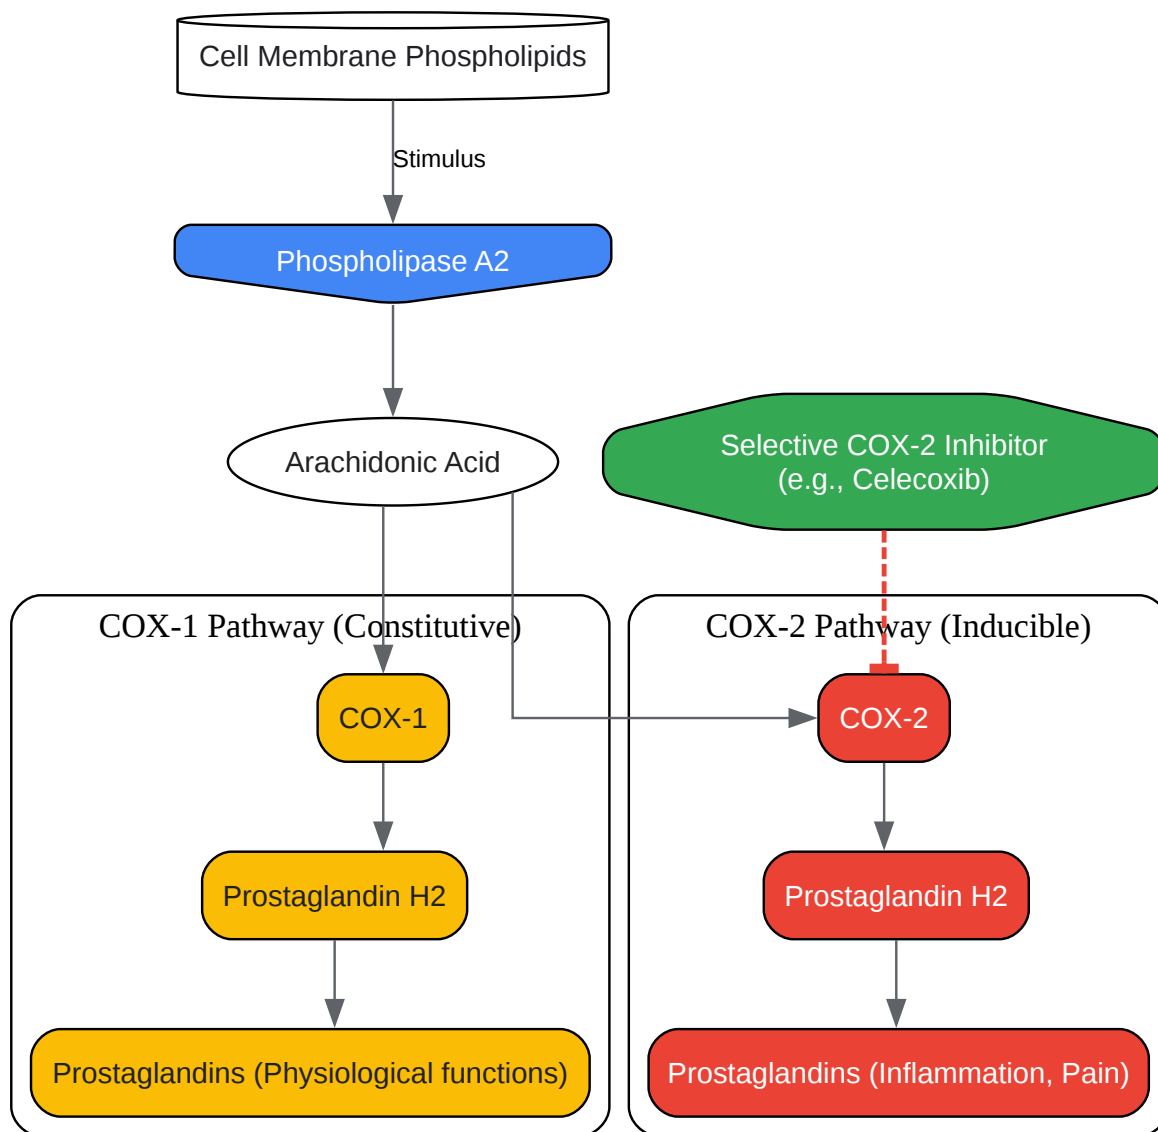 Cell Membrane Phospholipids
Stimulus
Phospholipase A2
Arachidonic Acid
Selective COX-2 Inhibitor
(e.g., Celecoxib)
COX-1 Pathway (Constitutive)
COX-2 Pathway (Inducible)
COX-1
COX-2
Prostaglandin H2
Prostaglandin H2
Prostaglandins (Physiological functions)
Prostaglandins (Inflammation, Pain)